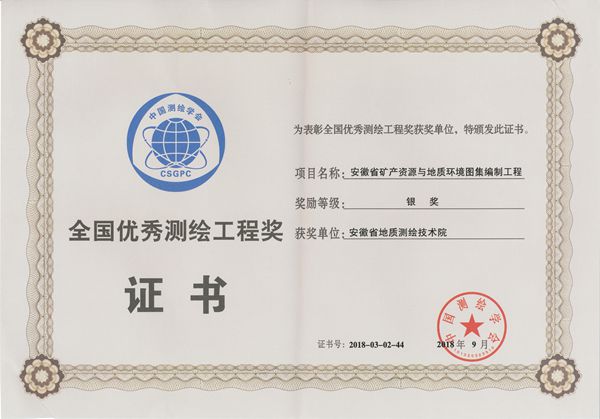 中国测绘学会
CSGPC
全国优秀测绘工程奖
证书
为表彰全国优秀测绘工程奖获奖单位，特颁发此证书。
项目名称：安徽省矿产资源与地质环境图集编制工程
奖励等级：银奖
获奖单位：安徽省地质测绘技术院
中国测绘学会
证书号：2018-03-02-44
2018年9月